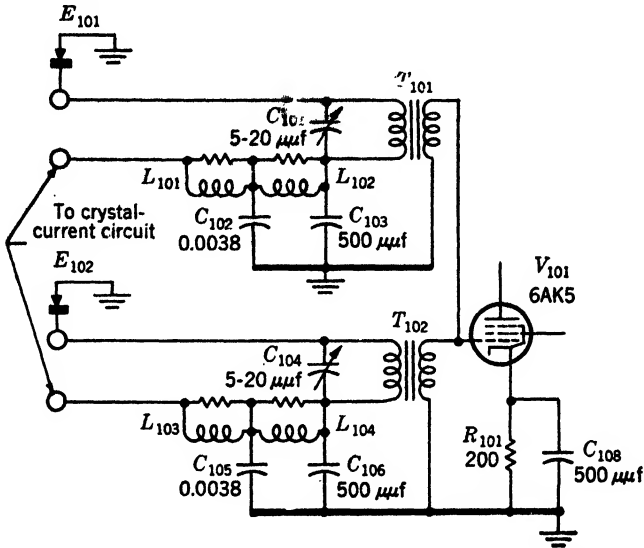 E101
T101
C101
5-20 μμf
L101
L102
To crystal-
current circuit
C102
0.0038
C103
500 μμf
E102
V101
6AK5
T102
C104
5-20 μμf
L103
L104
C105
0.0038
C106
500 μμf
R101
200
C108
500 μμf